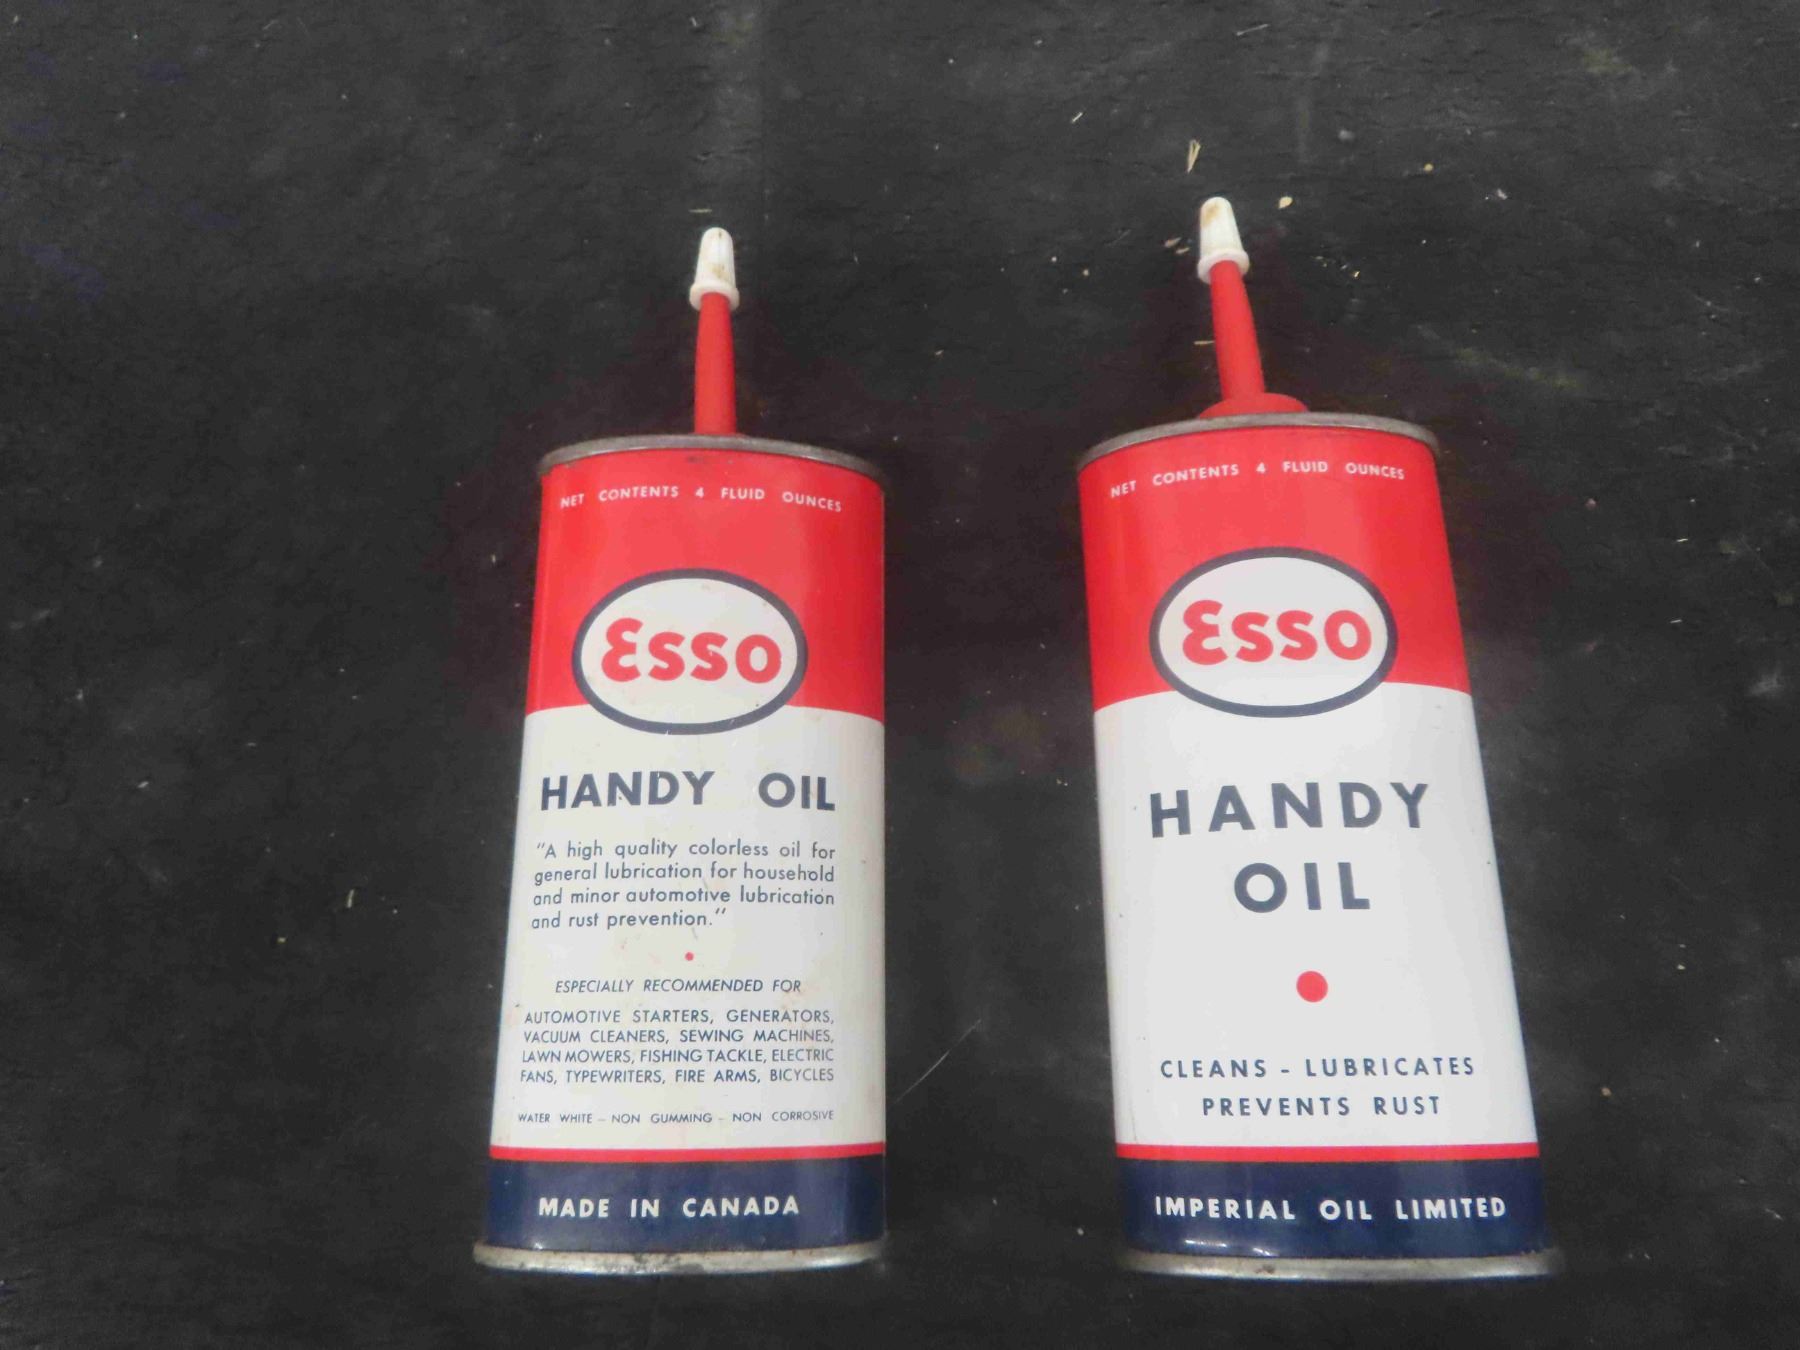 NET CONTENTS 4 FLUID OUNCES
Esso
HANDY OIL
"A high quality colorless oil for
general lubrication for household
and minor automotive lubrication
and rust prevention."
ESPECIALLY RECOMMENDED FOR
AUTOMOTIVE STARTERS, GENERATORS,
VACUUM CLEANERS, SEWING MACHINES,
LAWN MOWERS, FISHING TACKLE, ELECTRIC
FANS, TYPEWRITERS, FIRE ARMS, BICYCLES
WATER WHITE - NON GUMMING - NON CORROSIVE
MADE IN CANADA
NET CONTENTS 4 FLUID OUNCES
Esso
HANDY
OIL
CLEANS - LUBRICATES
PREVENTS RUST
IMPERIAL OIL LIMITED